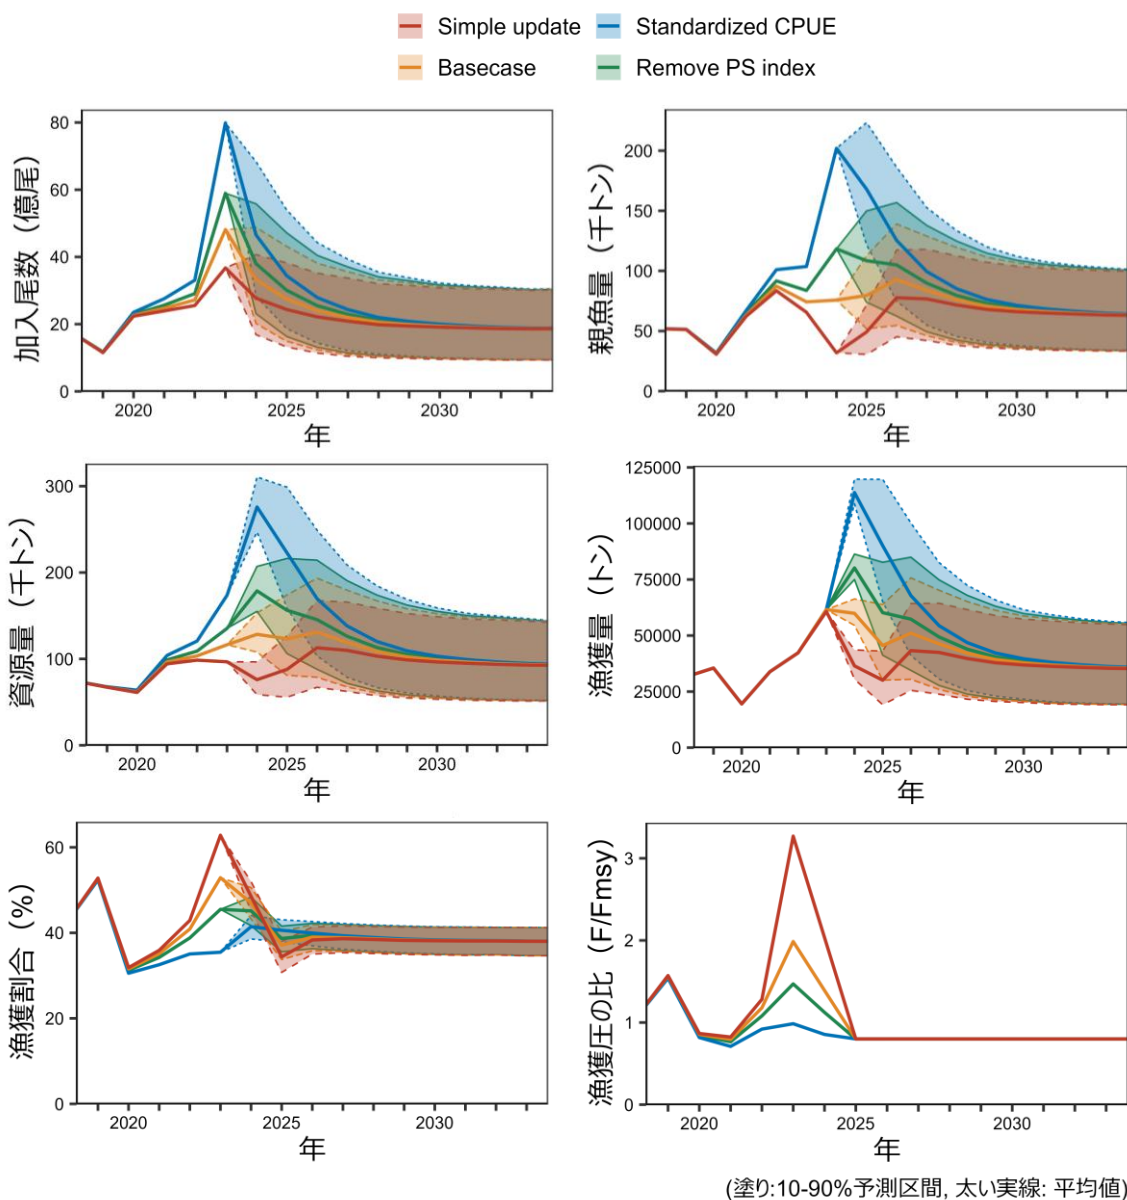 Simple update
Standardized CPUE
Basecase
Remove PS index
加入尾数（億尾）
80
60
40
20
0
2020
2025
2030
年
親魚量（千トン）
200
150
100
50
0
2020
2025
2030
年
資源量（千トン）
300
200
100
0
2020
2025
2030
年
漁獲量（トン）
125000
100000
75000
50000
25000
0
2020
2025
2030
年
漁獲割合（%）
60
40
20
0
2020
2025
2030
年
漁獲圧の比（F/Fmsy）
3
2
1
0
2020
2025
2030
年
(塗り:10-90%予測区間, 太い実線: 平均値)